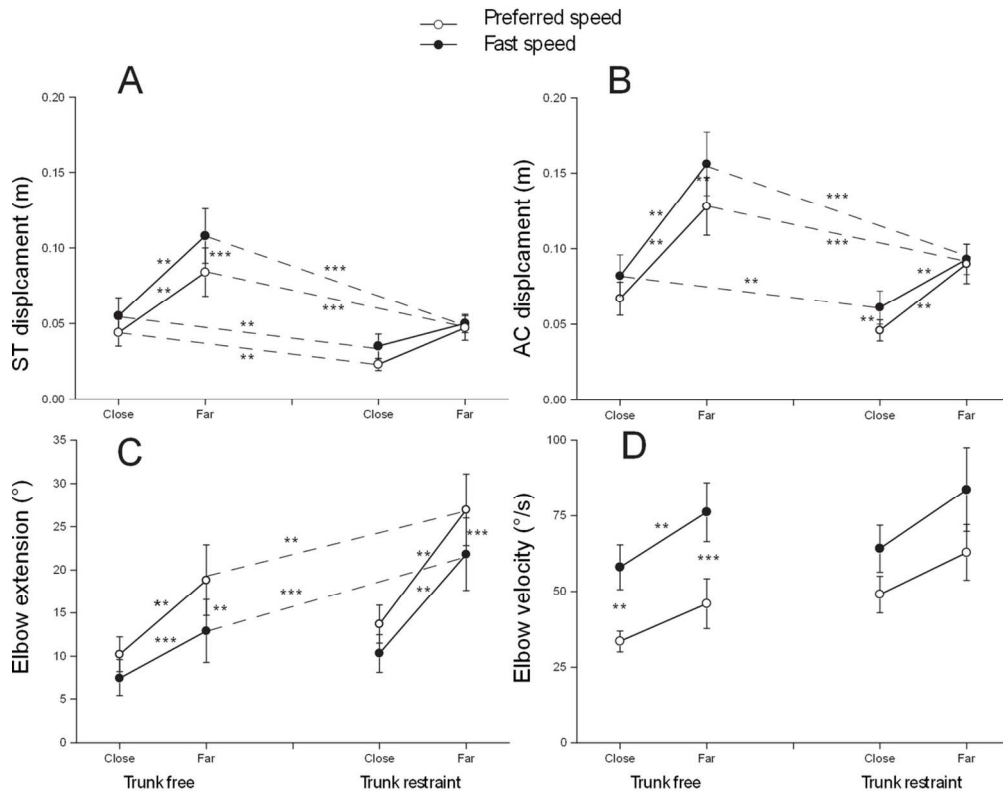 Preferred speed
Fast speed
A
ST displcament (m)
0.20
0.15
0.10
0.05
0.00
**
**
***
***
***
**
**
Close
Far
Close
Far
B
AC displcament (m)
0.20
0.15
0.10
0.05
0.00
**
**
**
***
***
**
**
**
**
Close
Far
Close
Far
C
Elbow extension (°)
35
30
25
20
15
10
5
0
**
***
**
**
***
**
**
***
Close
Far
Close
Far
Trunk free
Trunk restraint
D
Elbow velocity (°/s)
100
75
50
25
0
**
**
***
Close
Far
Close
Far
Trunk free
Trunk restraint